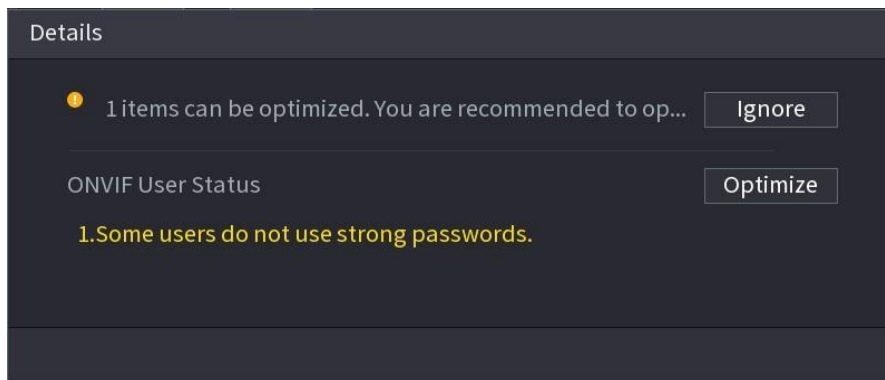 Details
1 items can be optimized. You are recommended to op...
Ignore
ONVIF User Status
Optimize
1.Some users do not use strong passwords.